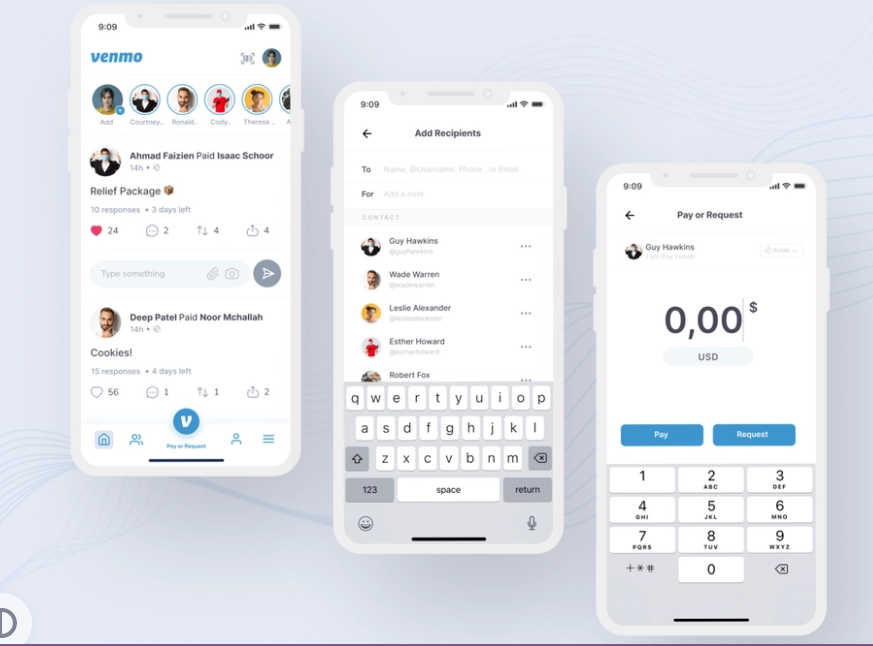 9:09
venmo
Add Courtney.. Ronald.. Cody.. Theressa ..
Ahmad Faizien Paid Isaac Schoor
14h •
Relief Package 📦
10 responses • 3 days left
24 2 4 4
Type something
Deep Patel Paid Noor Mchallah
14h •
Cookies!
15 responses • 4 days left
56 1 1 2
V
Pay or Request
9:09
Add Recipients
To Name, @Username, Phone , or Email
For Add a note
CONTACT
Guy Hawkins
@guyhawkins
Wade Warren
@wadewarren
Leslie Alexander
@lesliealexander
Esther Howard
@estherhoward
Robert Fox
q w e r t y u i o p
a s d f g h j k l
z x c v b n m
123 space return
9:09
Pay or Request
Guy Hawkins
I am Pay Kebab
Publik
0,00 $
USD
Pay Request
1 2 3
ABC DEF
4 5 6
GHI JKL MNO
7 8 9
PQRS TUV WXYZ
+ * # 0